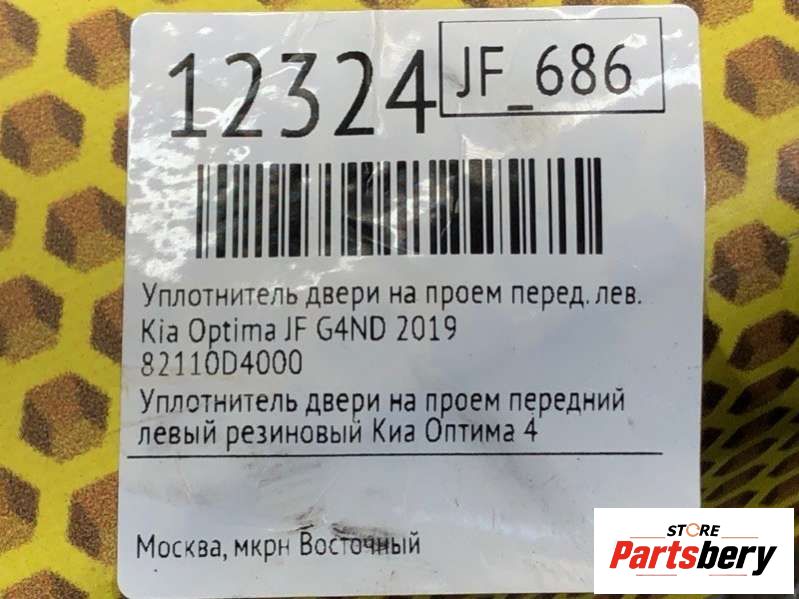 12324
JF_686
Уплотнитель двери на проем перед. лев.
Kia Optima JF G4ND 2019
82110D4000
Уплотнитель двери на проем передний
левый резиновый Киа Оптима 4
Москва, мкрн Восточный
STORE
Partsbery